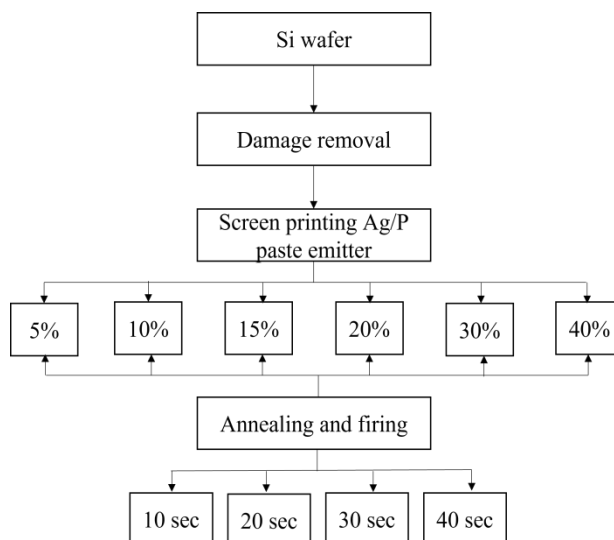 Si wafer
Damage removal
Screen printing Ag/P
paste emitter
5%
10%
15%
20%
30%
40%
Annealing and firing
10 sec
20 sec
30 sec
40 sec